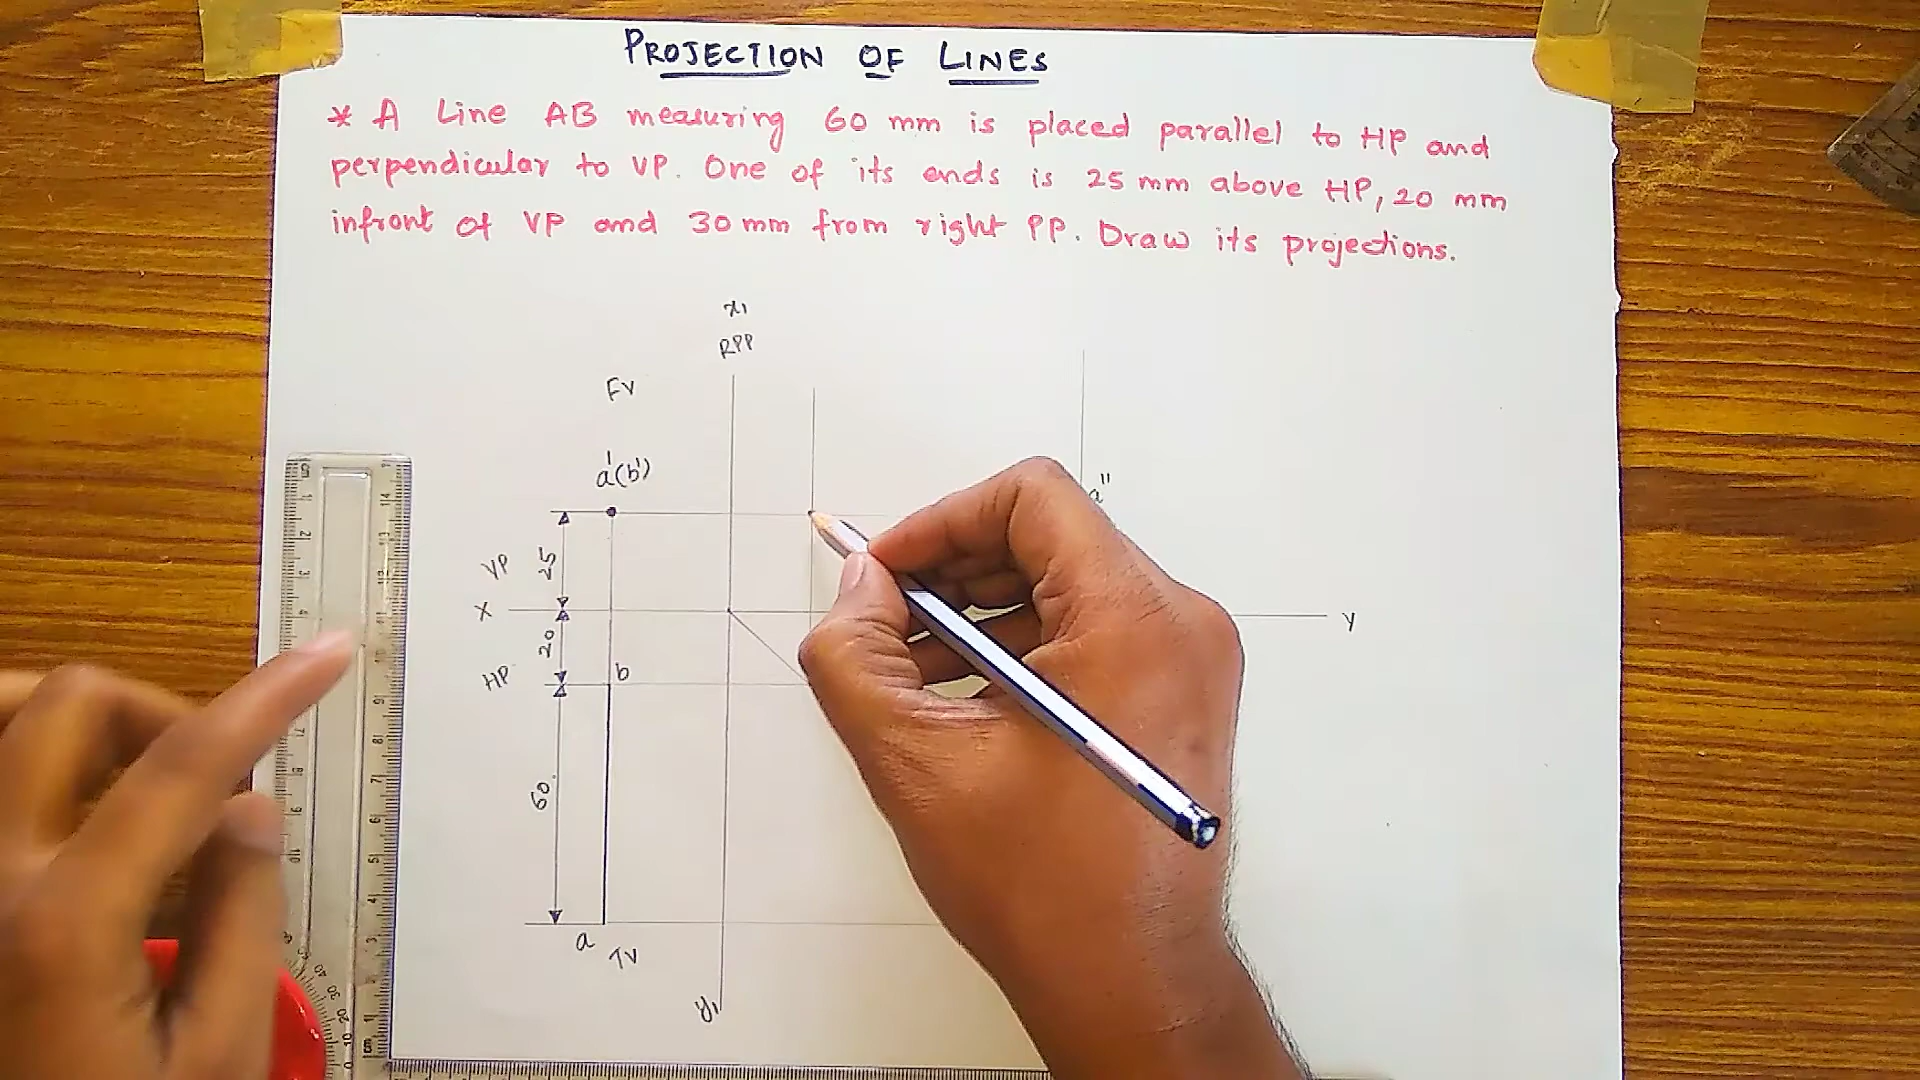 PROJECTION OF LINES
* A Line AB measuring 60 mm is placed parallel to HP and
perpendicular to VP. One of its ends is 25 mm above HP, 20 mm
infront of VP and 30 mm from right PP. Draw its projections.
x1
RPP
FV
a'(b')
a"
VP
25
X
Y
20
HP
b
60
a
TV
y1